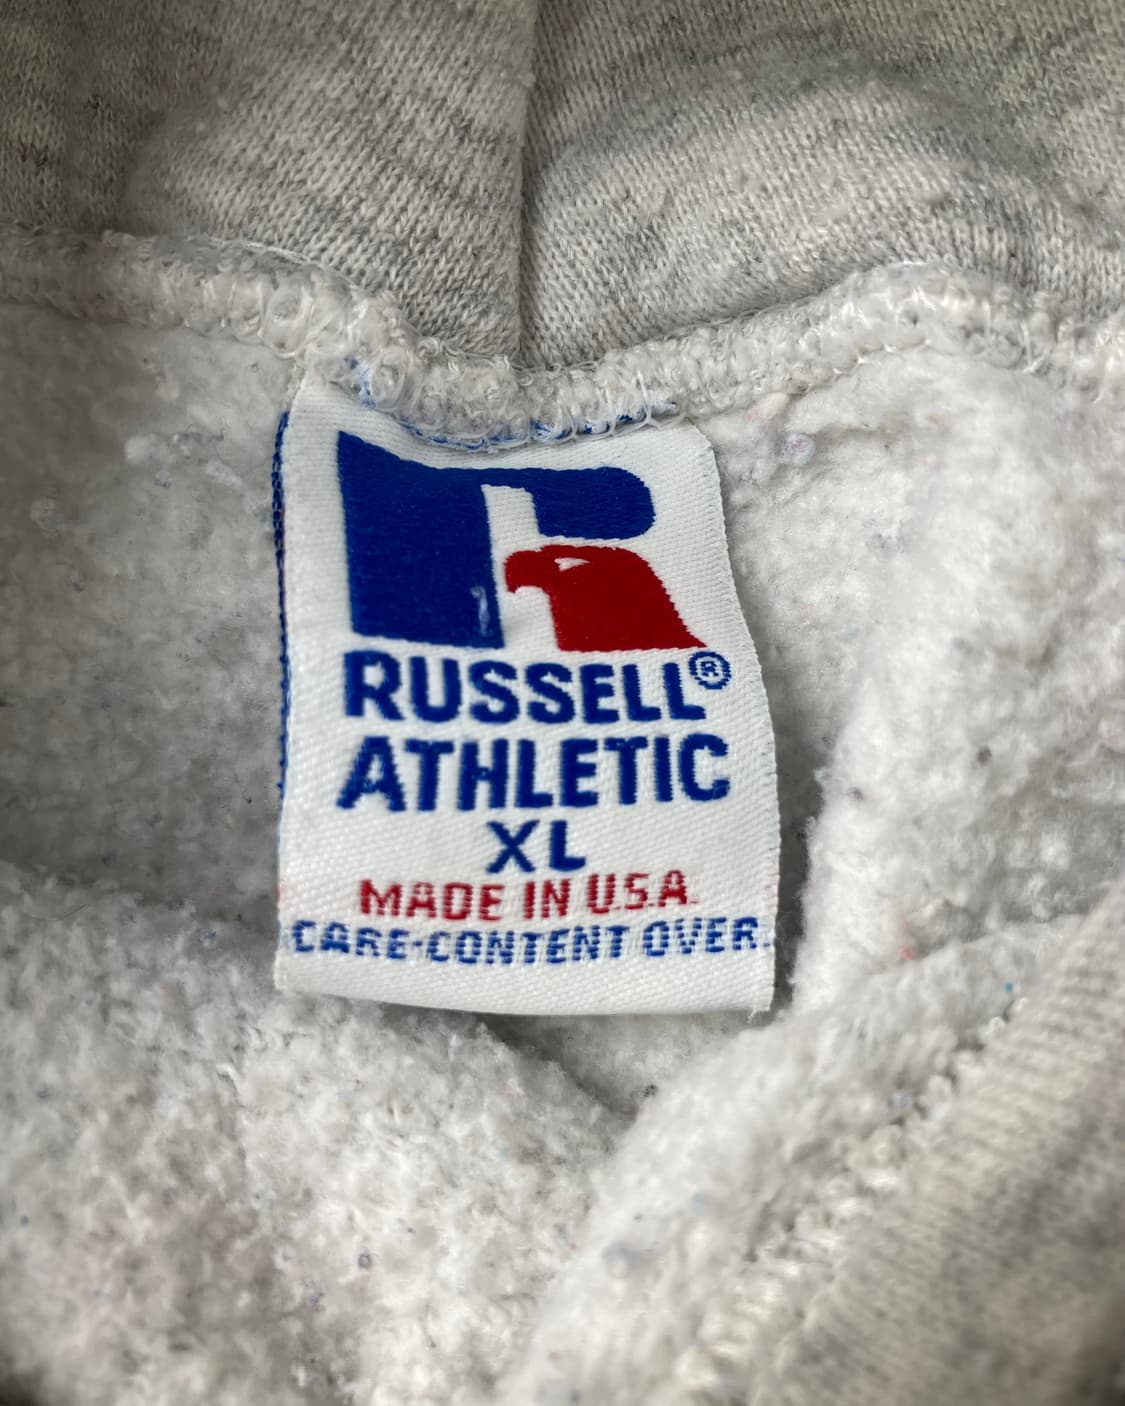 RUSSELL®
ATHLETIC
XL
MADE IN U.S.A.
CARE-CONTENT OVER.